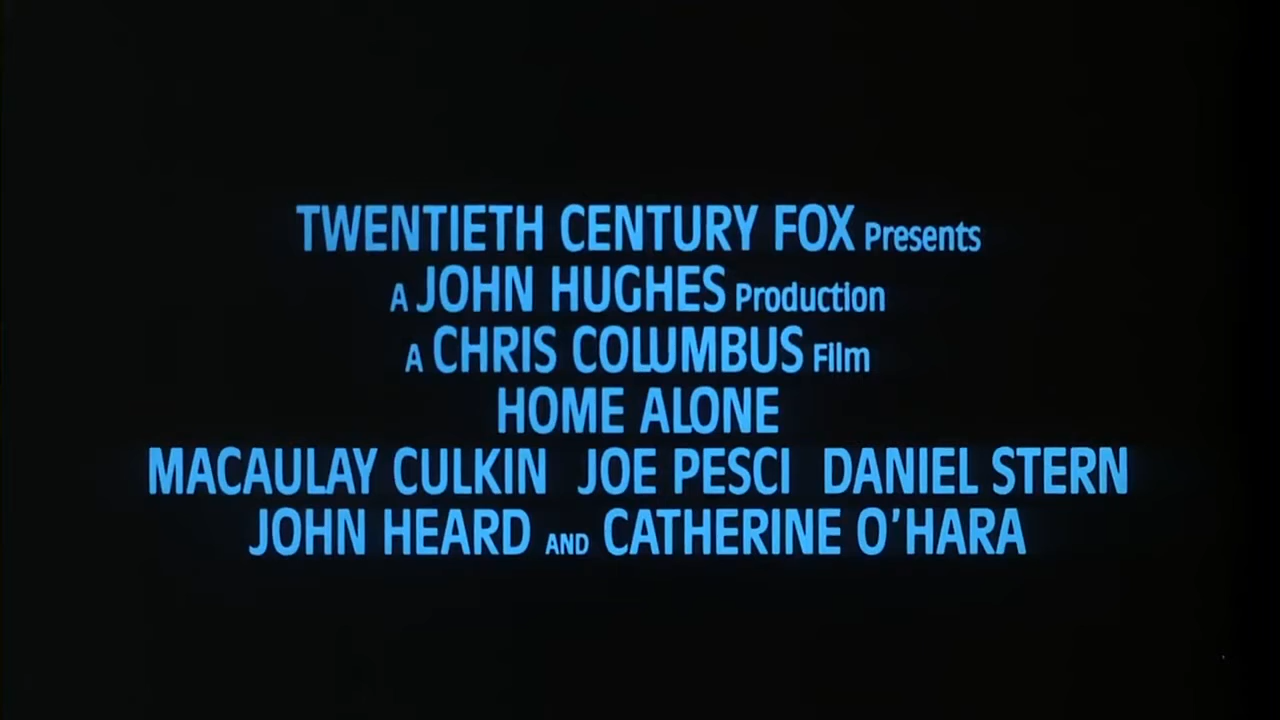 TWENTIETH CENTURY FOX Presents
A JOHN HUGHES Production
A CHRIS COLUMBUS Film
HOME ALONE
MACAULAY CULKIN JOE PESCI DANIEL STERN
JOHN HEARD AND CATHERINE O'HARA